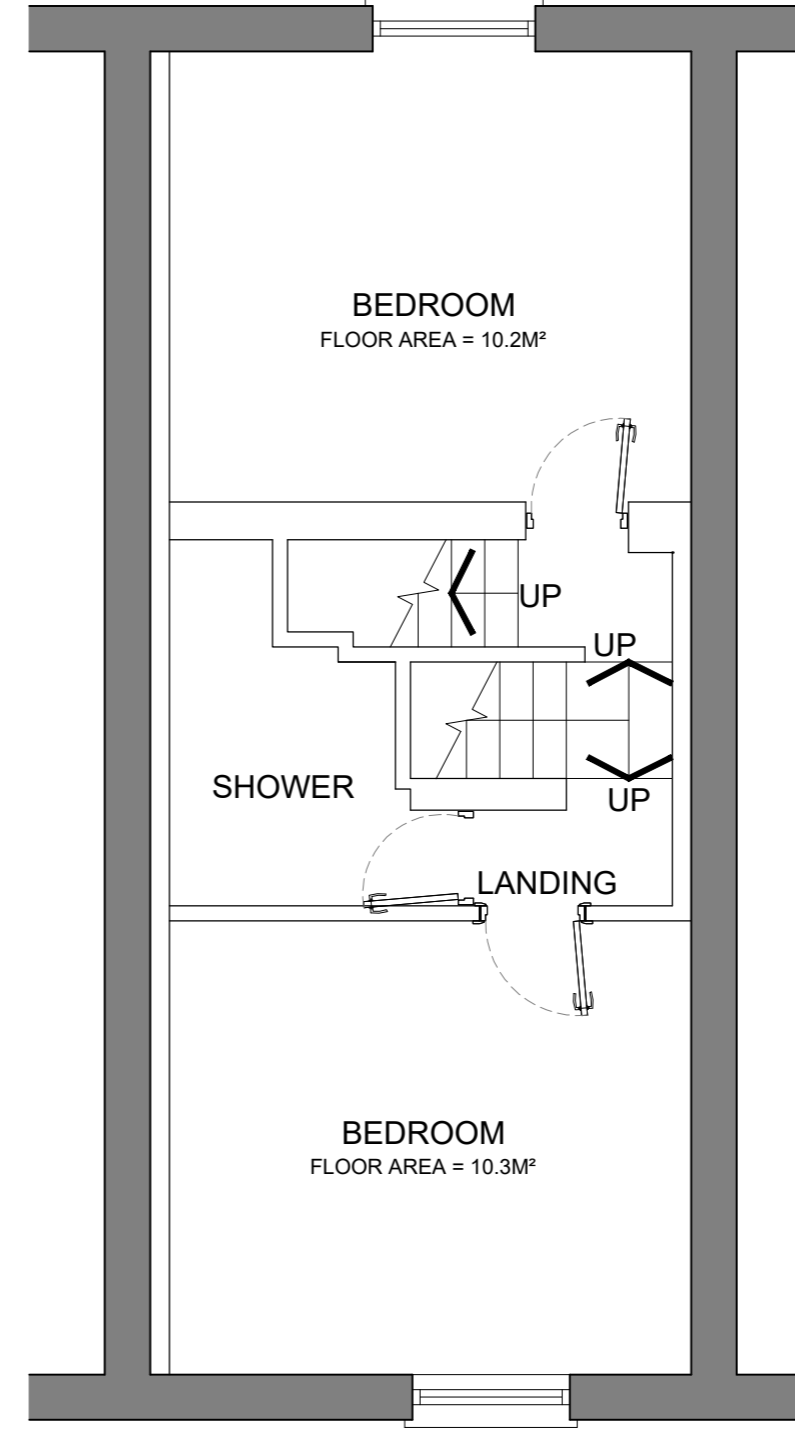 BEDROOM
FLOOR AREA = 10.2M²
UP
UP
SHOWER
UP
LANDING
BEDROOM
FLOOR AREA = 10.3M²